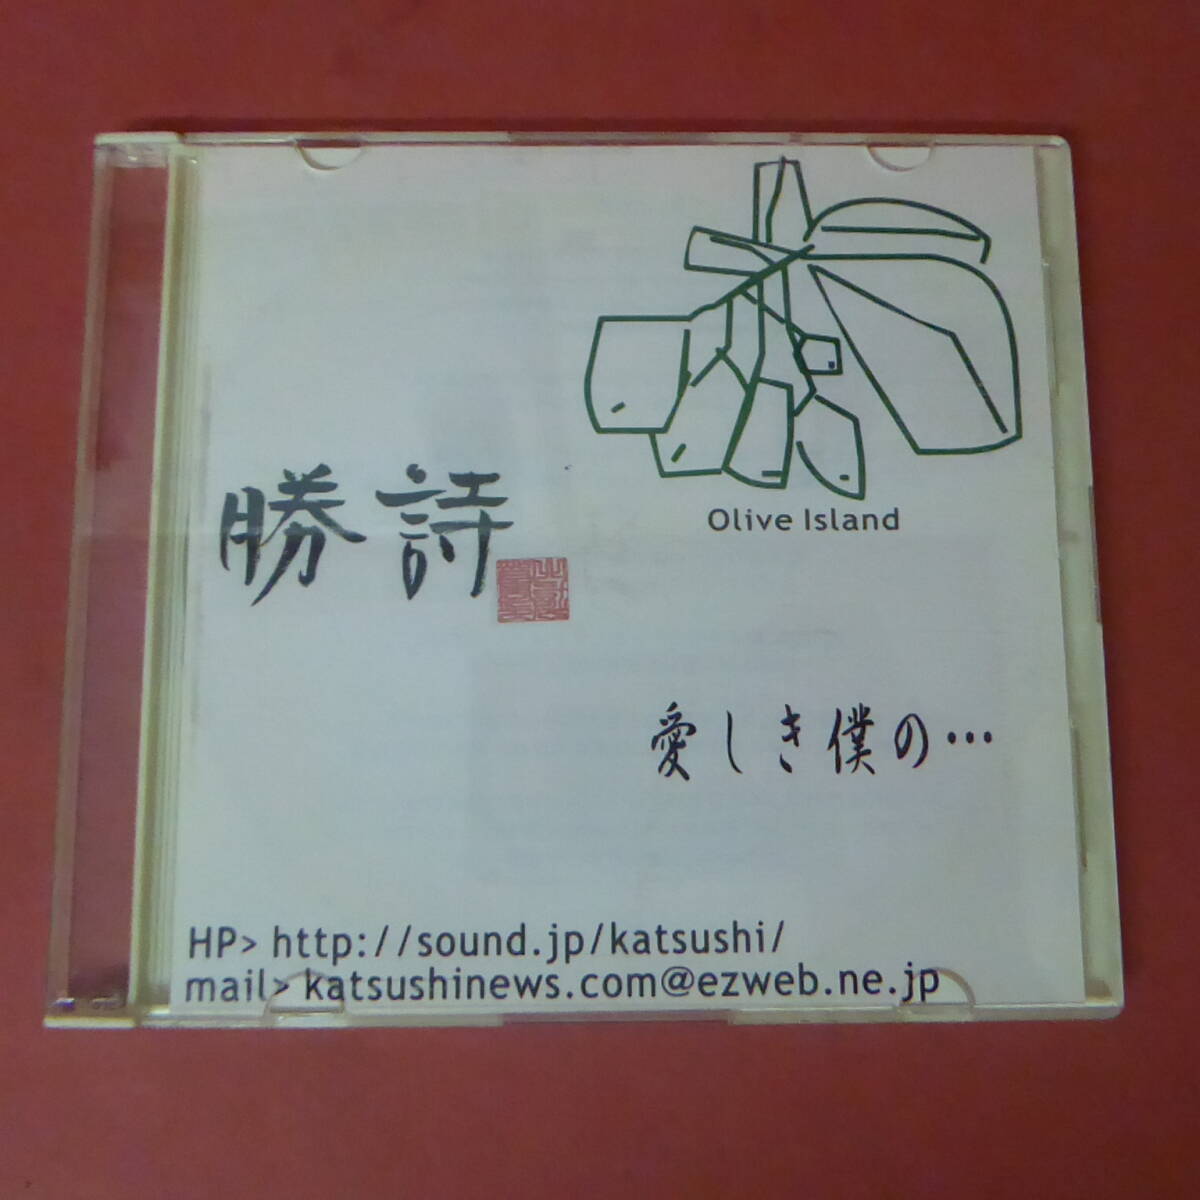 Olive Island
勝詩
愛しき僕の…
HP> http://sound.jp/katsushi/
mail> katsushinews.com@ezweb.ne.jp